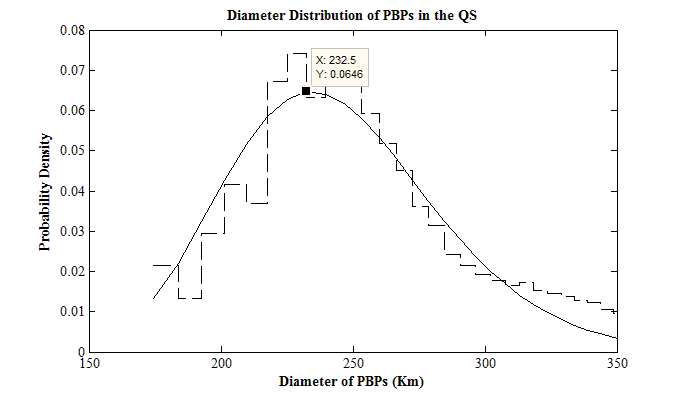 Diameter Distribution of PBPs in the QS
0.08
0.07
0.06
0.05
0.04
0.03
0.02
0.01
0
X: 232.5
Y: 0.0646
Probability Density
150
200
250
300
350
Diameter of PBPs (Km)